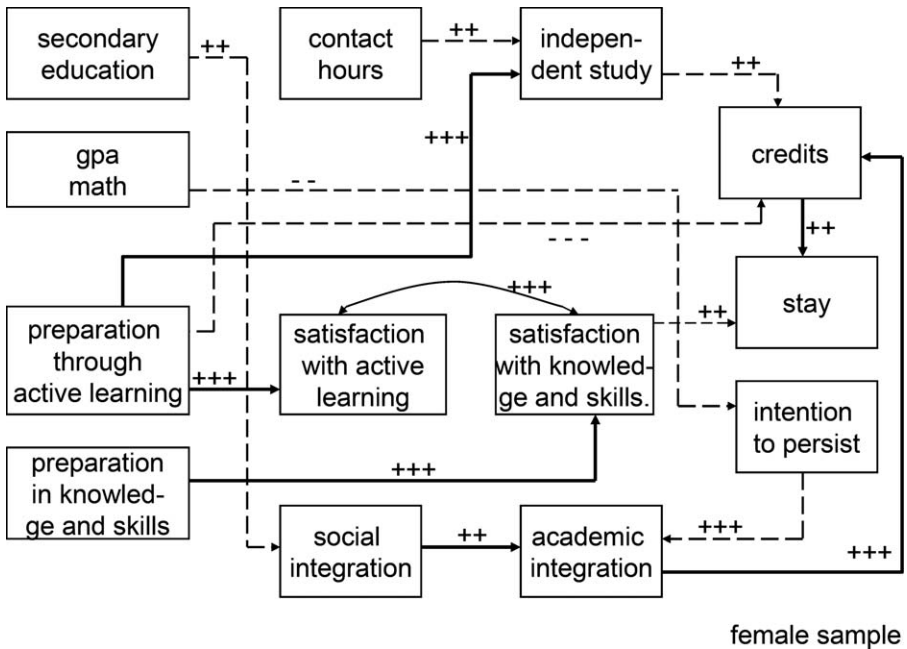 secondary
education
++
contact
hours
++
indepen-
dent study
++
+++
credits
gpa
math
- -
- - -
++
stay
preparation
through
active learning
+++
satisfaction
with active
learning
+++
satisfaction
with knowled-
ge and skills.
++
intention
to persist
preparation
in knowled-
ge and skills
+++
social
integration
++
academic
integration
+++
+++
female sample